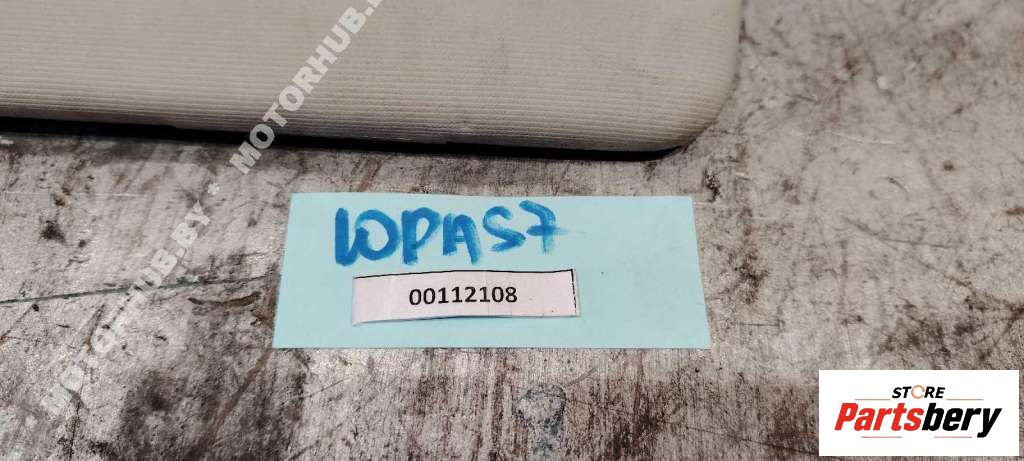 MOTORHUB.BY * MOTORHUB.BY
10PAS7
00112108
STORE
Partsbery